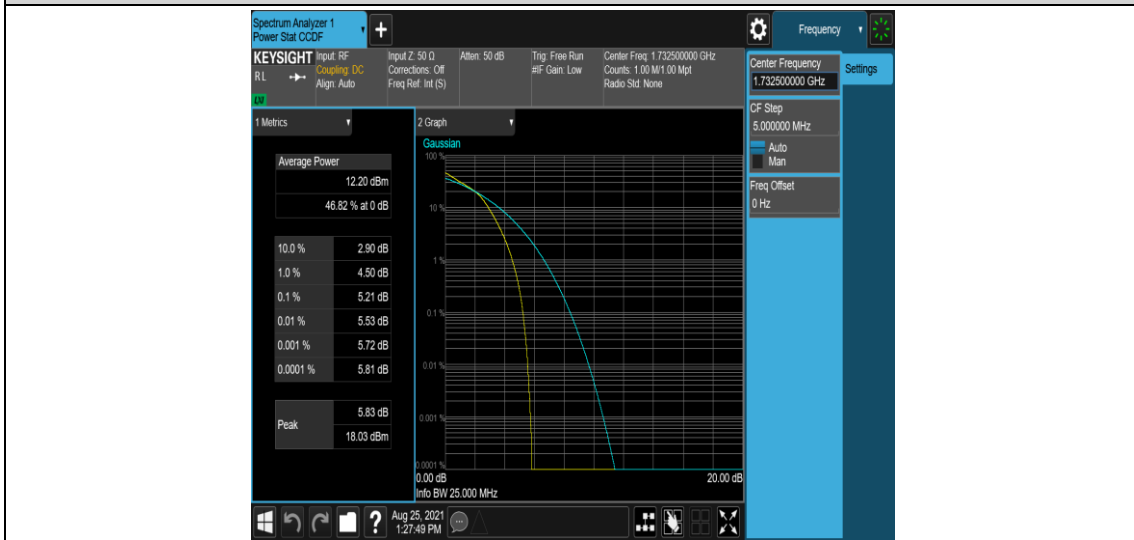 Spectrum Analyzer 1
Power Stat CCDF
Frequency
KEYSIGHT
RL
LXI
Input: RF
Coupling: DC
Align: Auto
Input Z: 50 Ω
Corrections: Off
Freq Ref: Int (S)
Atten: 50 dB
Trig: Free Run
#IF Gain: Low
Center Freq: 1.732500000 GHz
Counts: 1.00 M/1.00 Mpt
Radio Std: None
Center Frequency
1.732500000 GHz
Settings
CF Step
5.000000 MHz
Auto
Man
Freq Offset
0 Hz
1 Metrics
Average Power
12.20 dBm
46.82 % at 0 dB
10.0 % 2.90 dB
1.0 % 4.50 dB
0.1 % 5.21 dB
0.01 % 5.53 dB
0.001 % 5.72 dB
0.0001 % 5.81 dB
Peak 5.83 dB
18.03 dBm
2 Graph
Gaussian
100 %
10 %
1 %
0.1 %
0.01 %
0.001 %
0.0001 %
0.00 dB 20.00 dB
Info BW 25.000 MHz
Aug 25, 2021
1:27:49 PM